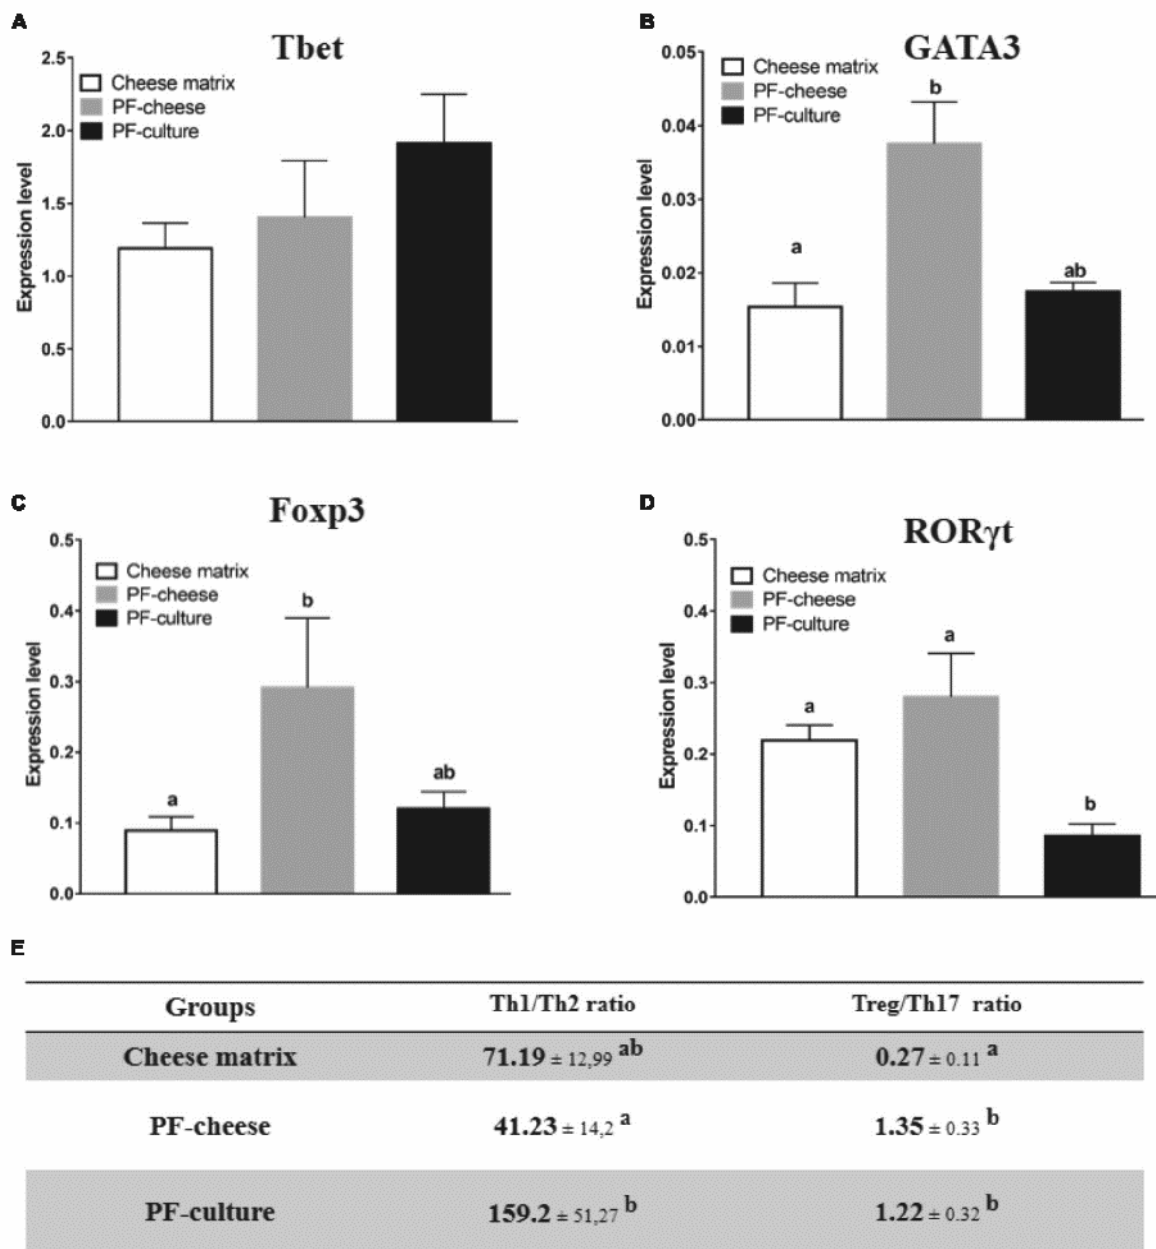 A
Tbet
2.5
2.0
1.5
1.0
0.5
0.0
Expression level
Cheese matrix
PF-cheese
PF-culture
B
GATA3
0.05
0.04
0.03
0.02
0.01
0.00
Expression level
Cheese matrix
PF-cheese
PF-culture
a
b
ab
C
Foxp3
0.5
0.4
0.3
0.2
0.1
0.0
Expression level
Cheese matrix
PF-cheese
PF-culture
a
b
ab
D
RORγt
0.5
0.4
0.3
0.2
0.1
0.0
Expression level
Cheese matrix
PF-cheese
PF-culture
a
a
b
E
Groups Th1/Th2 ratio Treg/Th17 ratio
Cheese matrix 71.19 ± 12,99 ab 0.27 ± 0.11 a
PF-cheese 41.23 ± 14,2 a 1.35 ± 0.33 b
PF-culture 159.2 ± 51,27 b 1.22 ± 0.32 b